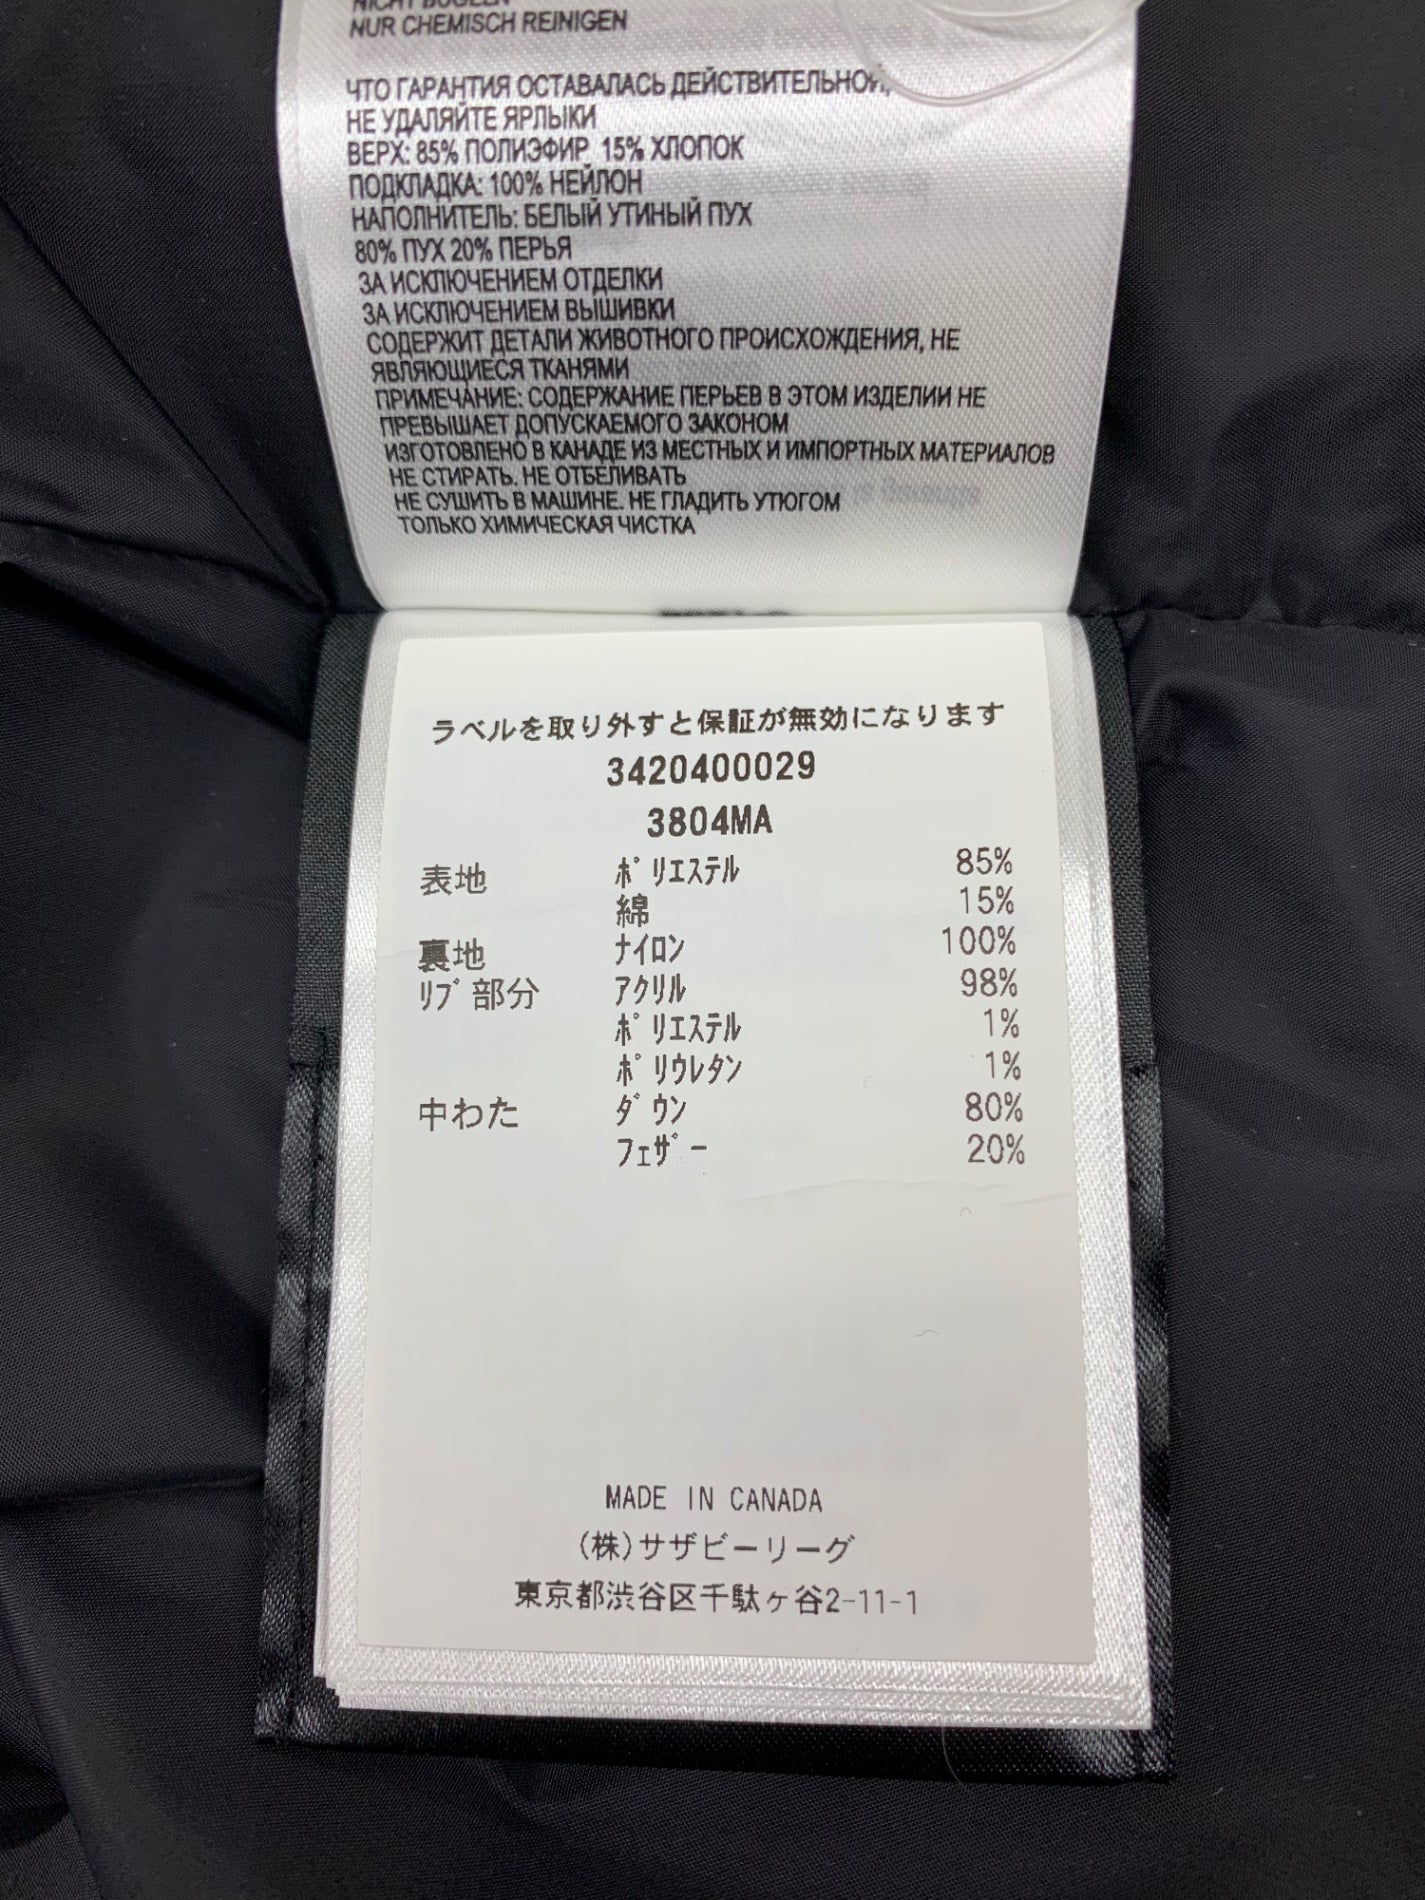 NICHT BÜGELN
NUR CHEMISCH REINIGEN
ЧТО ГАРАНТИЯ ОСТАВАЛАСЬ ДЕЙСТВИТЕЛЬНОЙ,
НЕ УДАЛЯЙТЕ ЯРЛЫКИ
ВЕРХ: 85% ПОЛИЭФИР 15% ХЛОПОК
ПОДКЛАДКА: 100% НЕЙЛОН
НАПОЛНИТЕЛЬ: БЕЛЫЙ УТИНЫЙ ПУХ
80% ПУХ 20% ПЕРЬЯ
ЗА ИСКЛЮЧЕНИЕМ ОТДЕЛКИ
ЗА ИСКЛЮЧЕНИЕМ ВЫШИВКИ
СОДЕРЖИТ ДЕТАЛИ ЖИВОТНОГО ПРОИСХОЖДЕНИЯ, НЕ
ЯВЛЯЮЩИЕСЯ ТКАНЯМИ
ПРИМЕЧАНИЕ: СОДЕРЖАНИЕ ПЕРЬЕВ В ЭТОМ ИЗДЕЛИИ НЕ
ПРЕВЫШАЕТ ДОПУСКАЕМОГО ЗАКОНОМ
ИЗГОТОВЛЕНО В КАНАДЕ ИЗ МЕСТНЫХ И ИМПОРТНЫХ МАТЕРИАЛОВ
НЕ СТИРАТЬ. НЕ ОТБЕЛИВАТЬ
НЕ СУШИТЬ В МАШИНЕ. НЕ ГЛАДИТЬ УТЮГОМ
ТОЛЬКО ХИМИЧЕСКАЯ ЧИСТКА
ラベルを取り外すと保証が無効になります
3420400029
3804MA
表地 ﾎﾟﾘｴｽﾃﾙ 85%
綿 15%
裏地 ﾅｲﾛﾝ 100%
ﾘﾌﾞ部分 ｱｸﾘﾙ 98%
ﾎﾟﾘｴｽﾃﾙ 1%
ﾎﾟﾘｳﾚﾀﾝ 1%
中わた ﾀﾞｳﾝ 80%
ﾌｪｻﾞｰ 20%
MADE IN CANADA
(株)サザビーリーグ
東京都渋谷区千駄ヶ谷2-11-1